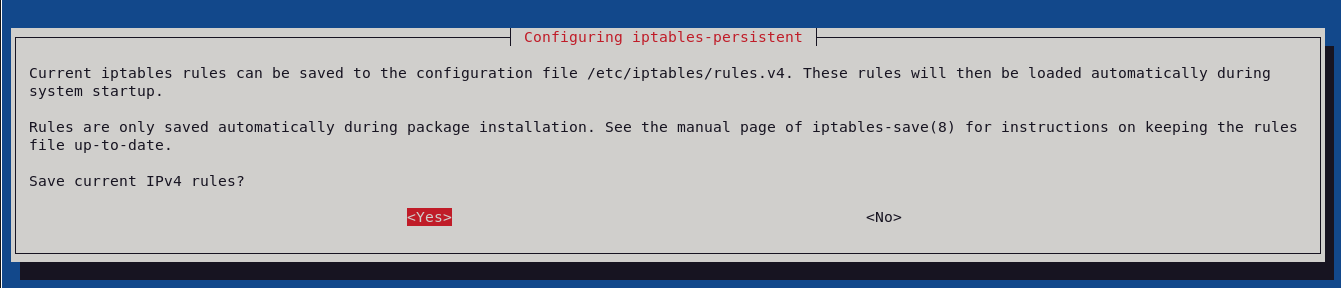 Configuring iptables-persistent
Current iptables rules can be saved to the configuration file /etc/iptables/rules.v4. These rules will then be loaded automatically during
system startup.
Rules are only saved automatically during package installation. See the manual page of iptables-save(8) for instructions on keeping the rules
file up-to-date.
Save current IPv4 rules?
<Yes> <No>